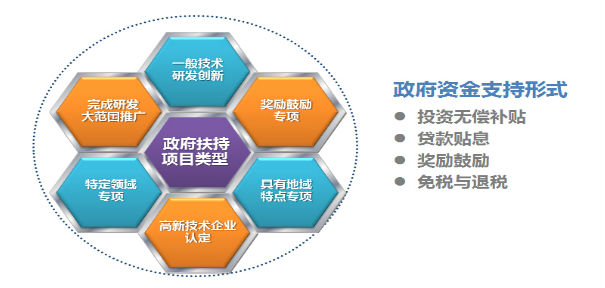 一般技术
研发创新
完成研发
大范围推广
奖励鼓励
专项
政府扶持
项目类型
特定领域
专项
具有地域
特点专项
高新技术企业
认定
政府资金支持形式
投资无偿补贴
贷款贴息
奖励鼓励
免税与退税